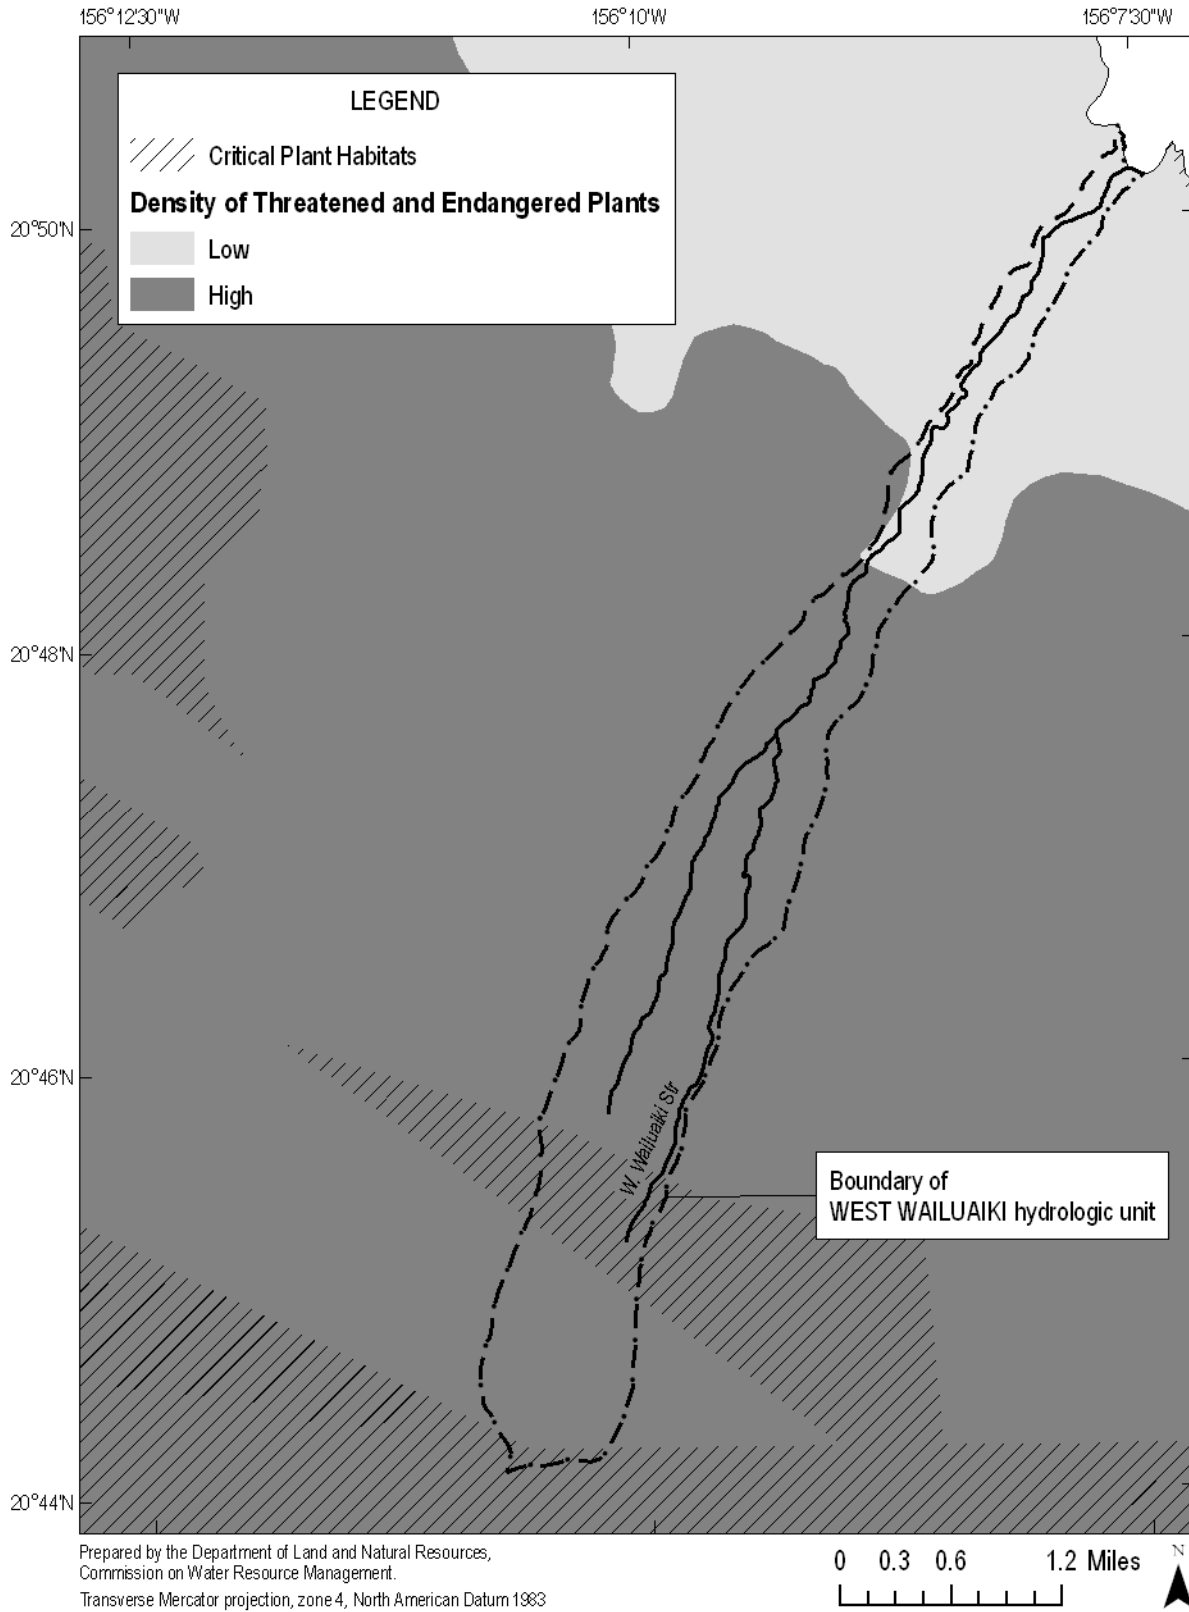 156°12'30"W 156°10'W 156°7'30"W
LEGEND
Critical Plant Habitats
Density of Threatened and Endangered Plants
Low
High
20°50'N
20°48'N
20°46'N
20°44'N
W. Wailuaiki Str
Boundary of
WEST WAILUAIKI hydrologic unit
Prepared by the Department of Land and Natural Resources,
Commission on Water Resource Management.
Transverse Mercator projection, zone 4, North American Datum 1983
0 0.3 0.6 1.2 Miles
N